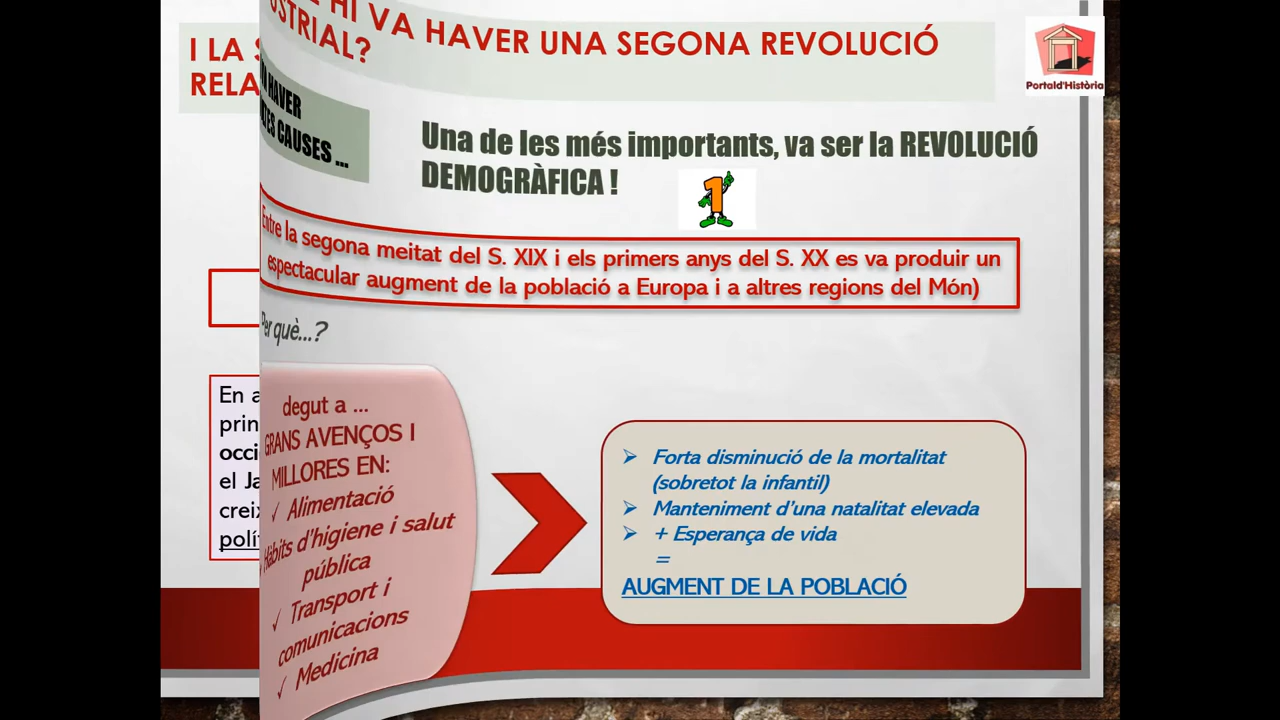 HI VA HAVER UNA SEGONA REVOLUCIÓ
USTRIAL?
I LA S
RELA
Portald'Història
HAVER
CAUSES ...
Una de les més importants, va ser la REVOLUCIÓ
DEMOGRÀFICA !
1
Entre la segona meitat del S. XIX i els primers anys del S. XX es va produir un
espectacular augment de la població a Europa i a altres regions del Món)
Per què...?
En a
prin
occi
el Ja
creix
polí
degut a ...
GRANS AVENÇOS I
MILLORES EN:
✓ Alimentació
Hàbits d'higiene i salut
pública
✓ Transport i
comunicacions
✓ Medicina
➢ Forta disminució de la mortalitat
(sobretot la infantil)
➢ Manteniment d'una natalitat elevada
➢ + Esperança de vida
=
AUGMENT DE LA POBLACIÓ